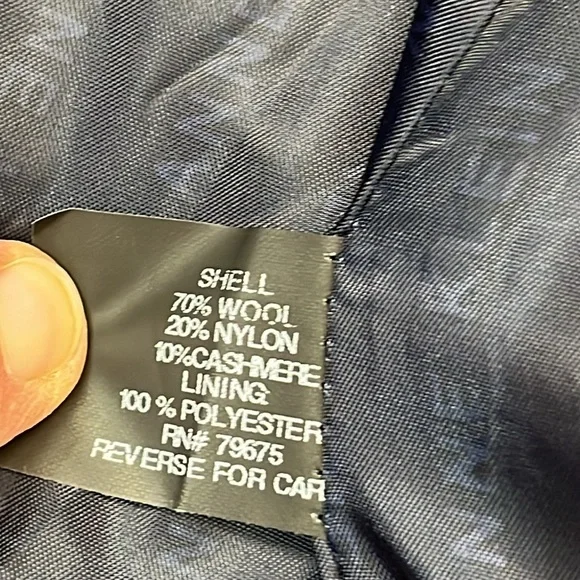 SHELL
70% WOOL
20% NYLON
10%CASHMERE
LINING
100 % POLYESTER
RN# 79675
REVERSE FOR CAR